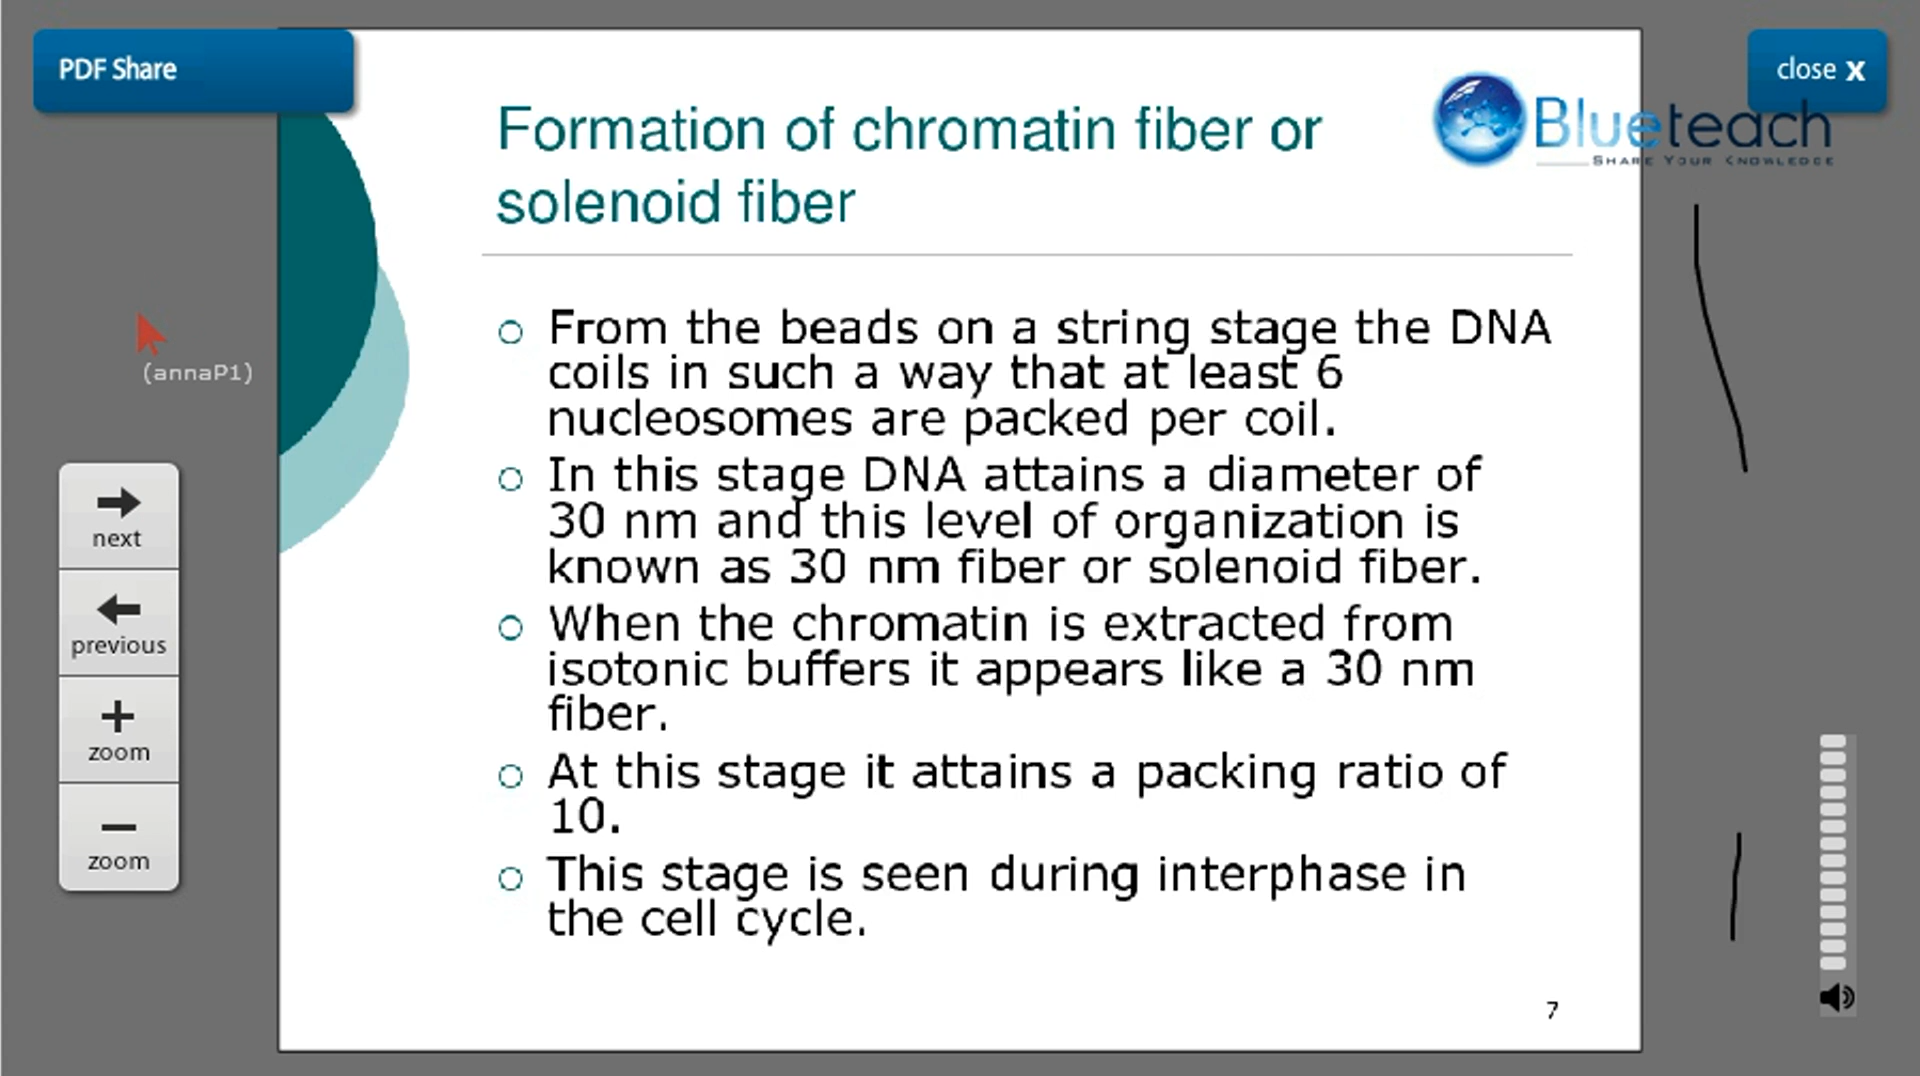 PDF Share
close X
Formation of chromatin fiber or
solenoid fiber
Blueteach
SHARE YOUR KNOWLEDGE
(annaP1)
From the beads on a string stage the DNA
coils in such a way that at least 6
nucleosomes are packed per coil.
In this stage DNA attains a diameter of
30 nm and this level of organization is
known as 30 nm fiber or solenoid fiber.
When the chromatin is extracted from
isotonic buffers it appears like a 30 nm
fiber.
At this stage it attains a packing ratio of
10.
This stage is seen during interphase in
the cell cycle.
next
previous
zoom
zoom
7